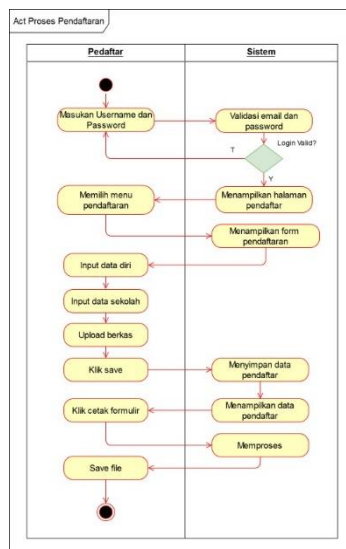 Act Proses Pendaftaran
Pedaftar
Sistem
Masukan Username dan
Password
Validasi email dan
password
Login Valid?
T
Y
Menampilkan halaman
pendaftar
Memilih menu
pendaftaran
Menampilkan form
pendaftaran
Input data diri
Input data sekolah
Upload berkas
Klik save
Menyimpan data
pendaftar
Menampilkan data
pendaftar
Klik cetak formulir
Memproses
Save file